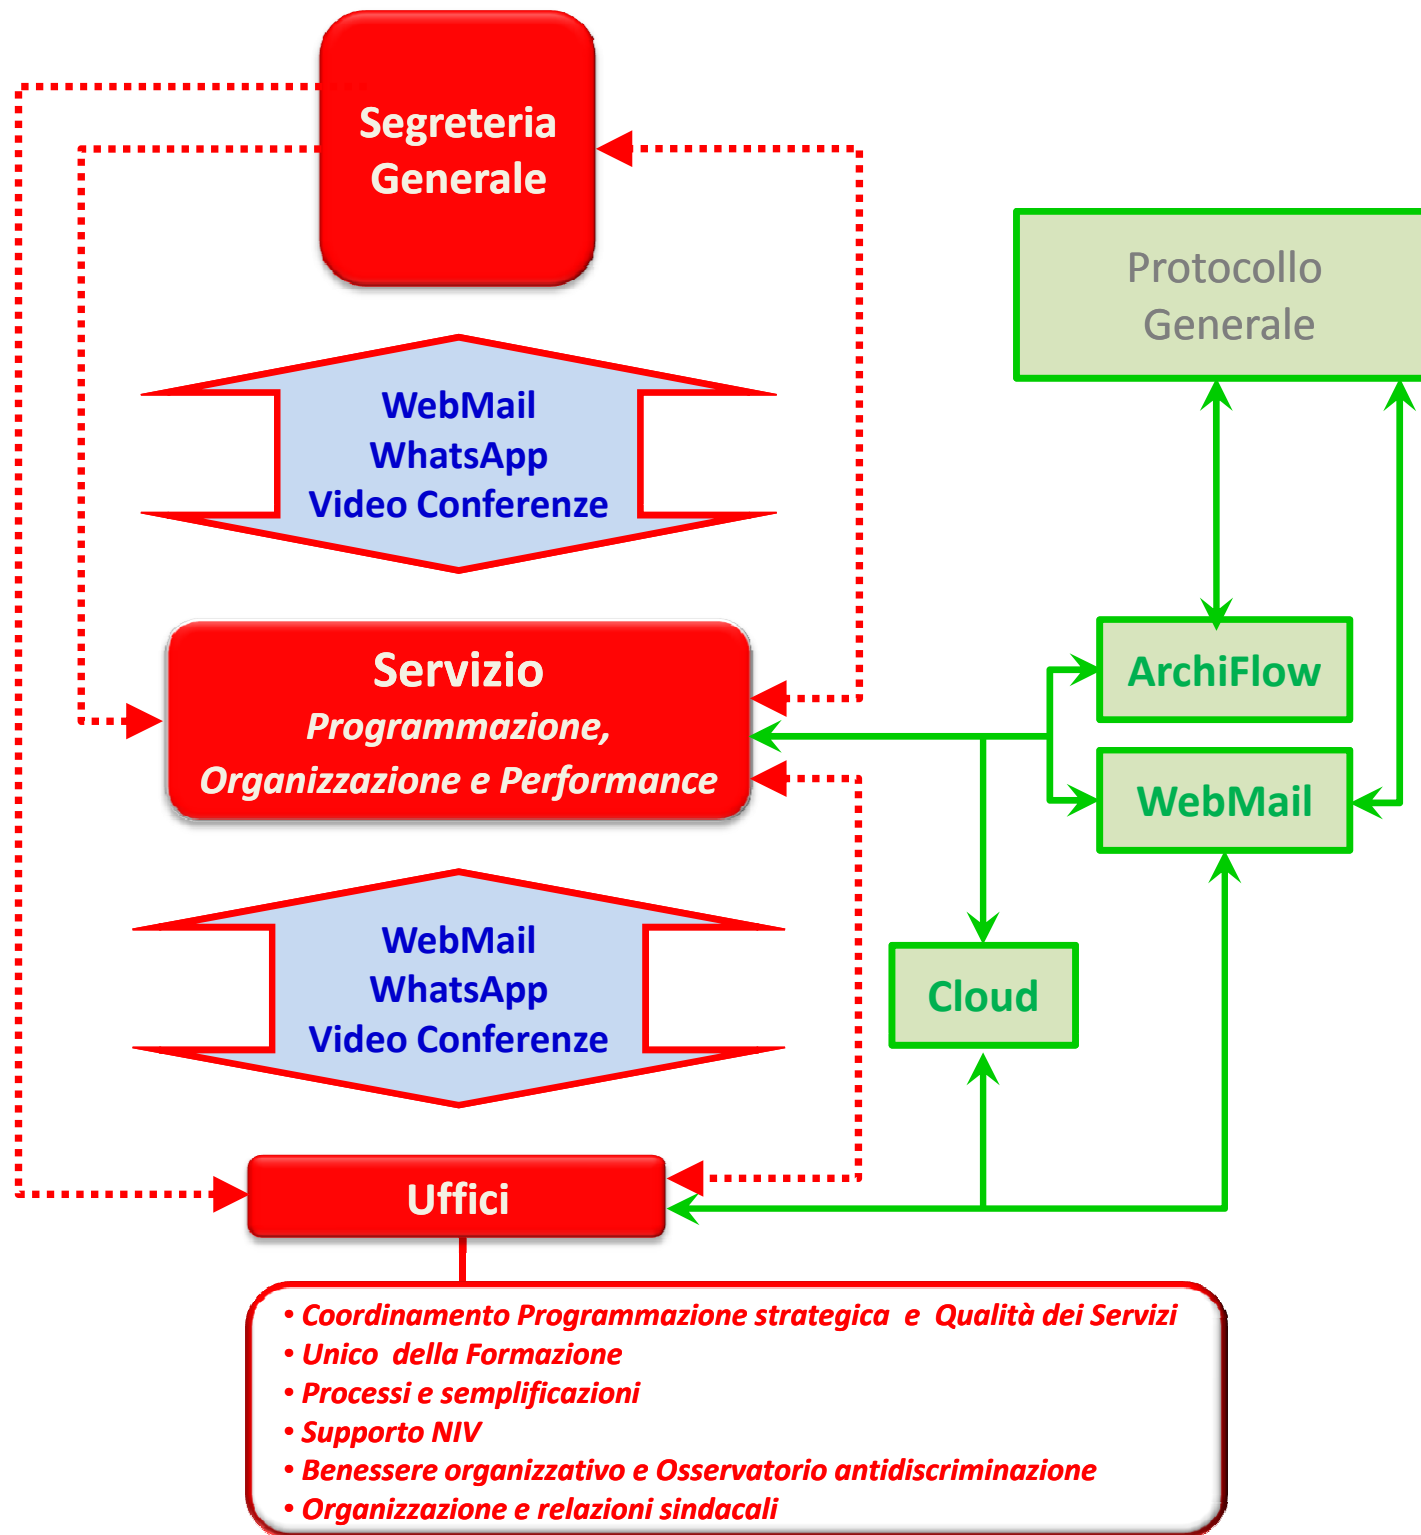 Segreteria
Generale
Protocollo
Generale
WebMail
WhatsApp
Video Conferenze
Servizio
Programmazione,
Organizzazione e Performance
ArchiFlow
WebMail
WebMail
WhatsApp
Video Conferenze
Cloud
Uffici
• Coordinamento Programmazione strategica e Qualità dei Servizi
• Unico della Formazione
• Processi e semplificazioni
• Supporto NIV
• Benessere organizzativo e Osservatorio antidiscriminazione
• Organizzazione e relazioni sindacali